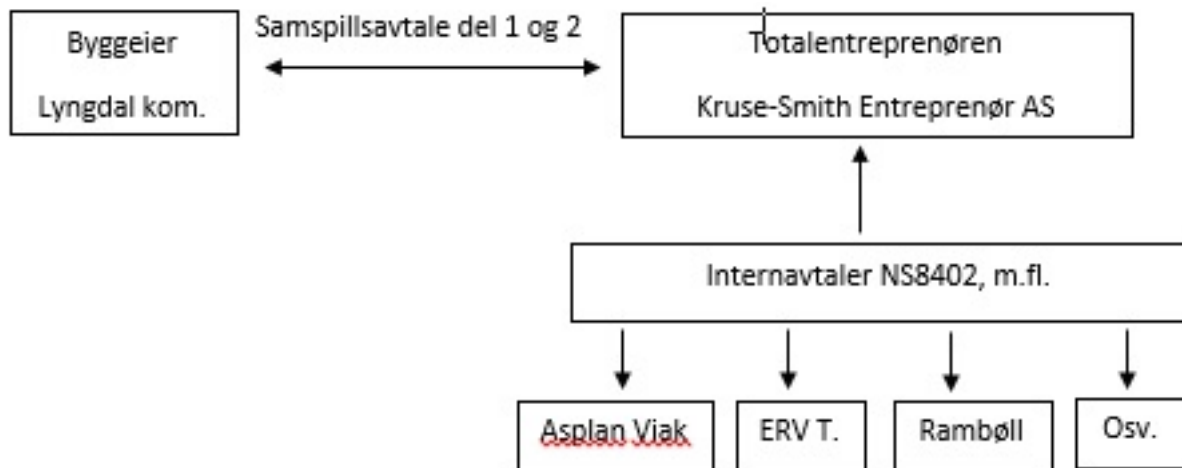 Byggeier
Lyngdal kom.
Samspillsavtale del 1 og 2
Totalentreprenøren
Kruse-Smith Entreprenør AS
Internavtaler NS8402, m.fl.
Asplan Viak
ERV T.
Rambøll
Osv.